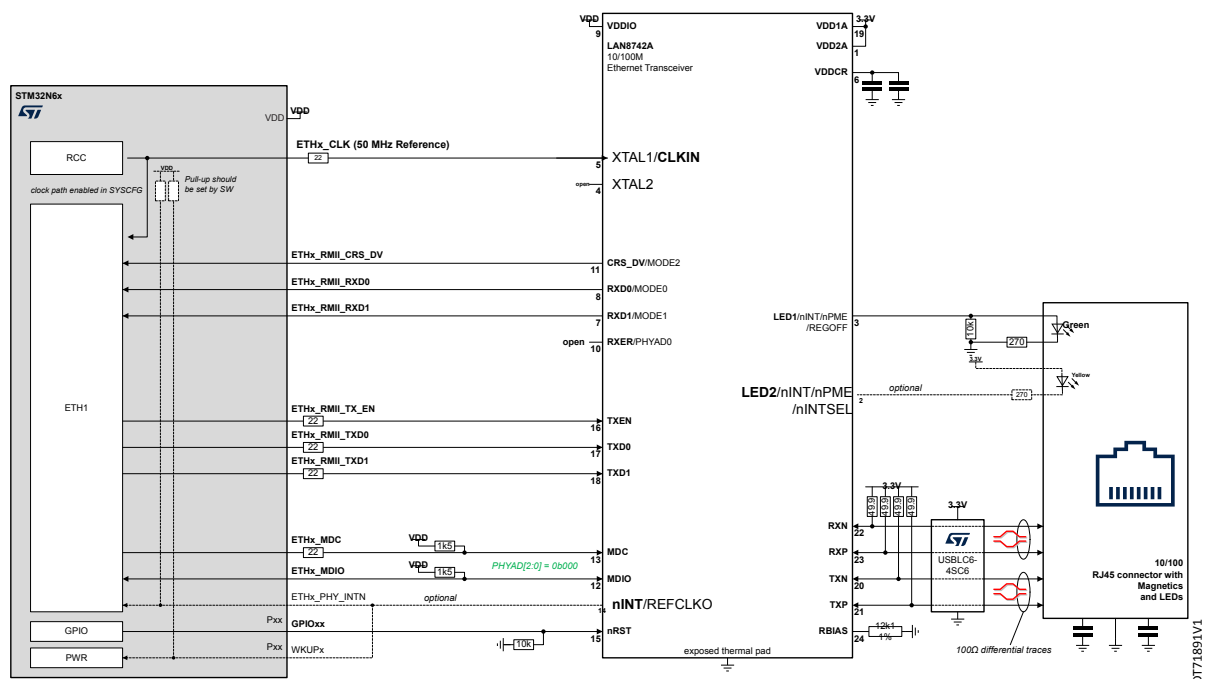 STM32N6x
VDD
VDD
RCC
clock path enabled in SYSCFG
VDD
Pull-up should
be set by SW
ETH1
GPIO
PWR
Pxx
Pxx
ETHx_CLK (50 MHz Reference)
22
ETHx_RMII_CRS_DV
ETHx_RMII_RXD0
ETHx_RMII_RXD1
open
ETHx_RMII_TX_EN
22
ETHx_RMII_TXD0
22
ETHx_RMII_TXD1
22
ETHx_MDC
22
VDD
1k5
ETHx_MDIO
VDD
1k5
PHYAD[2:0] = 0b000
ETHx_PHY_INTN
optional
GPIOxx
WKUPx
10k
VDD
9
VDDIO
LAN8742A
10/100M
Ethernet Transceiver
5
XTAL1/CLKIN
open
4
XTAL2
11
CRS_DV/MODE2
8
RXD0/MODE0
7
RXD1/MODE1
10
RXER/PHYAD0
16
TXEN
17
TXD0
18
TXD1
13
MDC
12
MDIO
14
nINT/REFCLKO
15
nRST
exposed thermal pad
VDD1A
3.3V
19
VDD2A
1
VDDCR
6
LED1/nINT/nPME
/REGOFF
3
10k
270
Green
3.3V
Yellow
LED2/nINT/nPME
/nINTSEL
2
optional
270
3.3V
49.9
49.9
49.9
49.9
3.3V
RXN
22
RXP
23
TXN
20
TXP
21
RBIAS
24
12k1
1%
USBLC6-
4SC6
100Ω differential traces
10/100
RJ45 connector with
Magnetics
and LEDs
DT71891V1